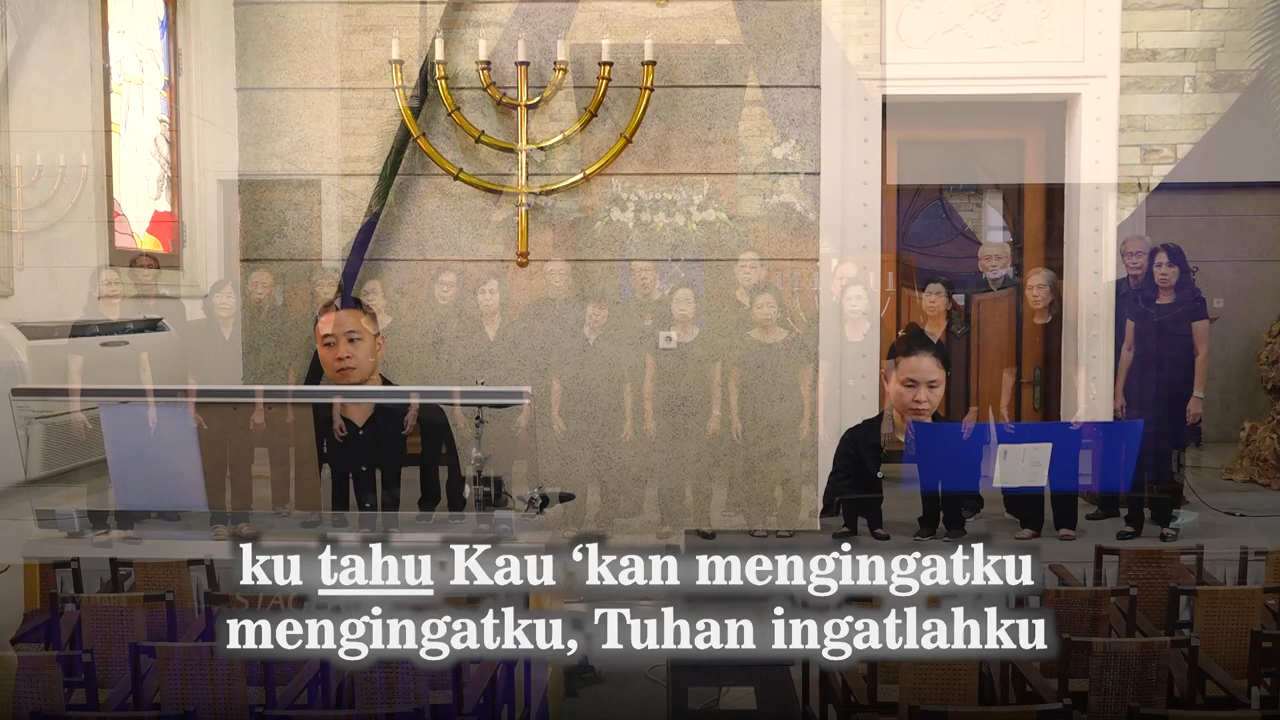 ku tahu Kau ‘kan mengingatku
mengingatku, Tuhan ingatlahku